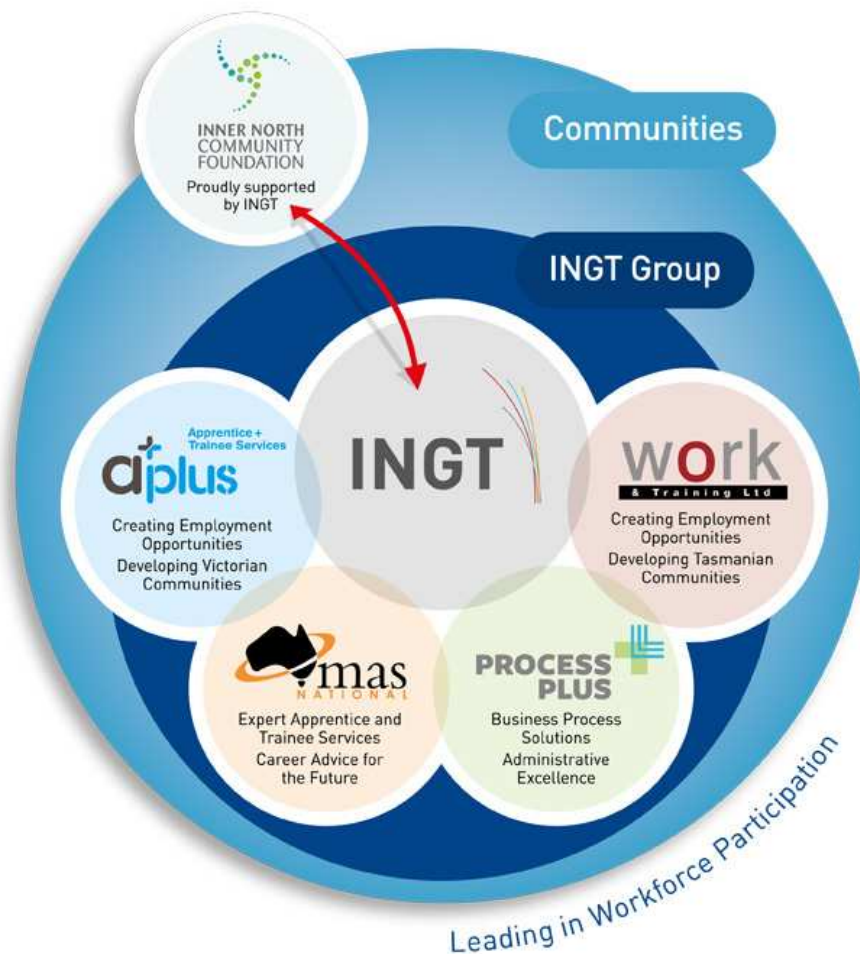 INNER NORTH
COMMUNITY
FOUNDATION
Proudly supported
by INGT
Communities
INGT Group
INGT
Apprentice +
Trainee Services
aplus
Creating Employment
Opportunities
Developing Victorian
Communities
work
& Training Ltd
Creating Employment
Opportunities
Developing Tasmanian
Communities
mas
NATIONAL
Expert Apprentice and
Trainee Services
Career Advice for
the Future
PROCESS
PLUS
Business Process
Solutions
Administrative
Excellence
Leading in Workforce Participation